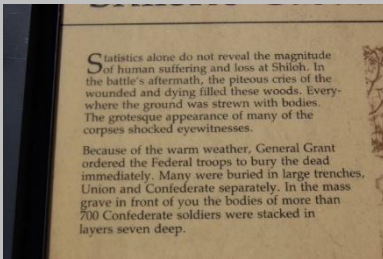 Statistics alone do not reveal the magnitude
of human suffering and loss at Shiloh. In
the battle's aftermath, the piteous cries of the
wounded and dying filled these woods. Every-
where the ground was strewn with bodies.
The grotesque appearance of many of the
corpses shocked eyewitnesses.
Because of the warm weather, General Grant
ordered the Federal troops to bury the dead
immediately. Many were buried in large trenches,
Union and Confederate separately. In the mass
grave in front of you the bodies of more than
700 Confederate soldiers were stacked in
layers seven deep.